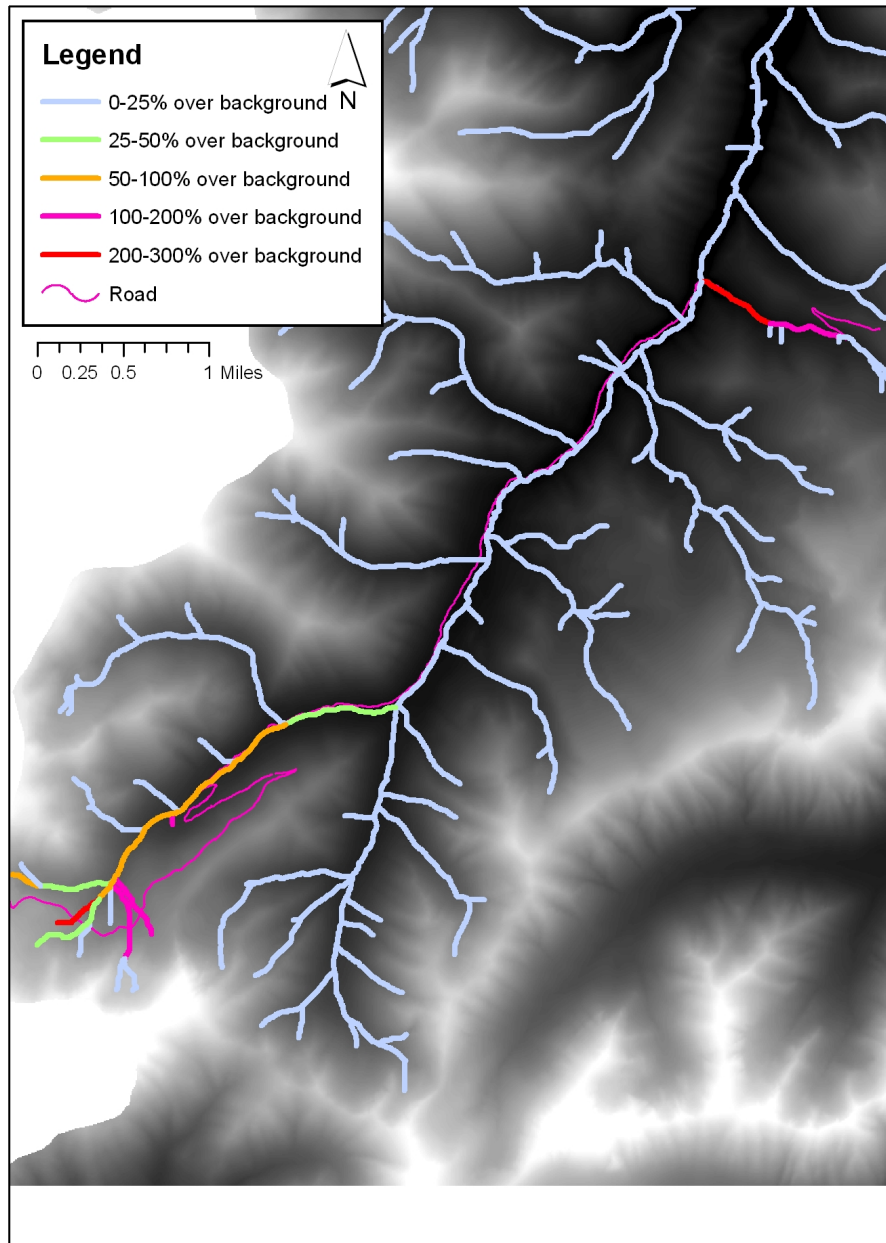 Legend
N
0-25% over background
25-50% over background
50-100% over background
100-200% over background
200-300% over background
Road
0 0.25 0.5 1 Miles